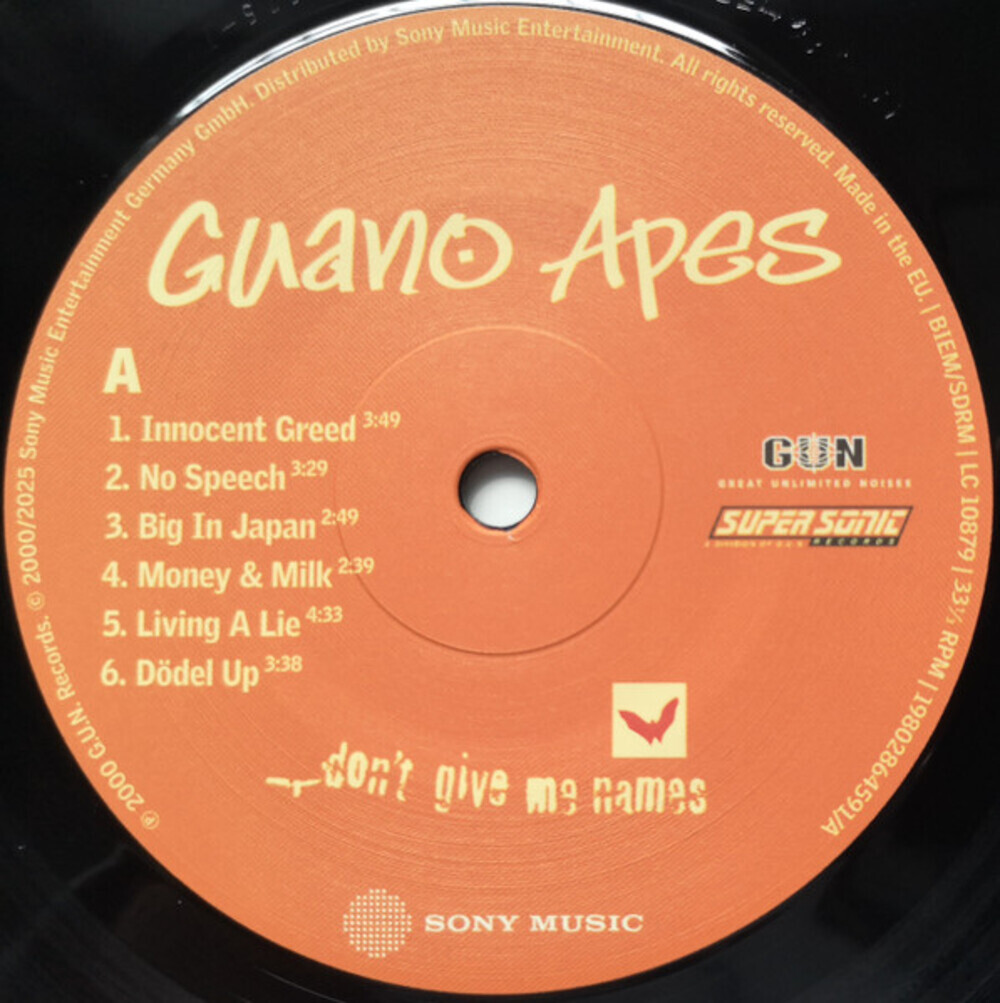 ℗ 2000 G.U.N. Records. © 2000/2025 Sony Music Entertainment Germany GmbH. Distributed by Sony Music Entertainment. All rights reserved. Made in the EU. | BIEM/SDRM | LC 10879 | 33⅓ RPM | 19802864591/A
Guano Apes
A
1. Innocent Greed 3:49
2. No Speech 3:29
3. Big In Japan 2:49
4. Money & Milk 2:39
5. Living A Lie 4:33
6. Dödel Up 3:38
GUN
GREAT UNLIMITED NOISES
SUPER SONIC
A DIVISION OF G.U.N. RECORDS
don't give me names
SONY MUSIC